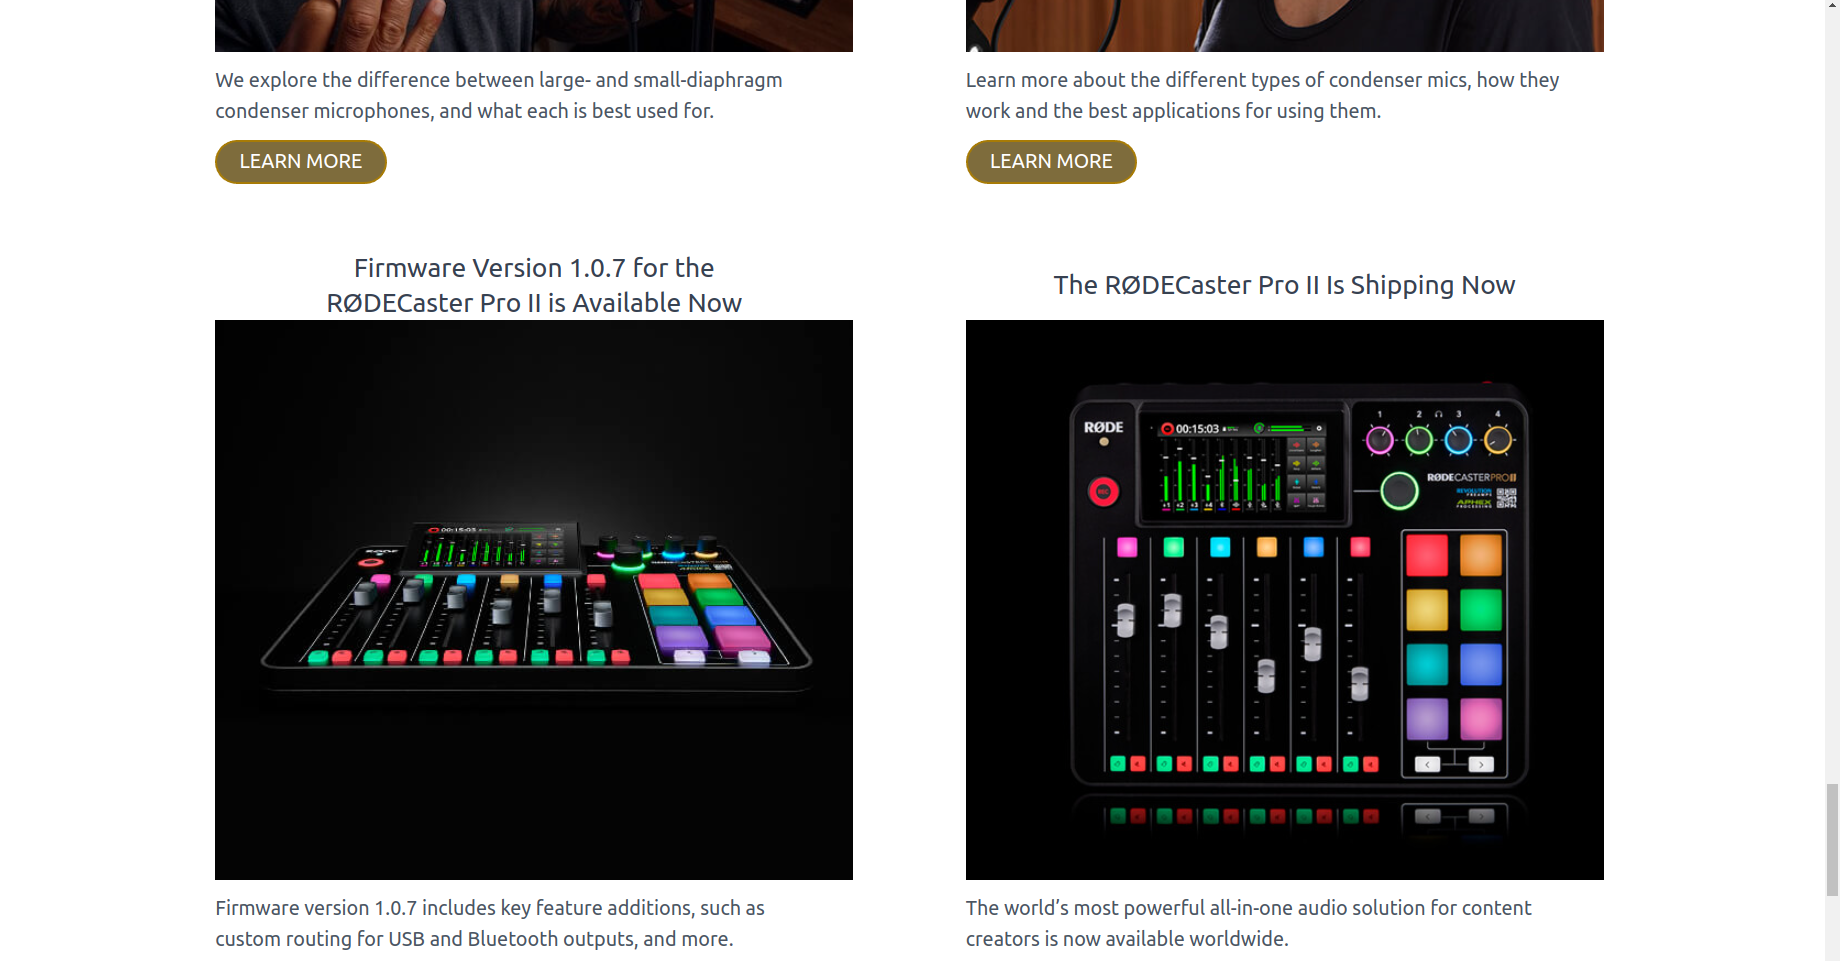 We explore the difference between large- and small-diaphragm
condenser microphones, and what each is best used for.
LEARN MORE
Learn more about the different types of condenser mics, how they
work and the best applications for using them.
LEARN MORE
Firmware Version 1.0.7 for the
RØDECaster Pro II is Available Now
00:15:03
Firmware version 1.0.7 includes key feature additions, such as
custom routing for USB and Bluetooth outputs, and more.
The RØDECaster Pro II Is Shipping Now
1 2 3 4
RØDE
00:15:03
REC
RØDECASTERPROII
REVOLUTION
PREAMPS
APHEX
PROCESSING
The world’s most powerful all-in-one audio solution for content
creators is now available worldwide.